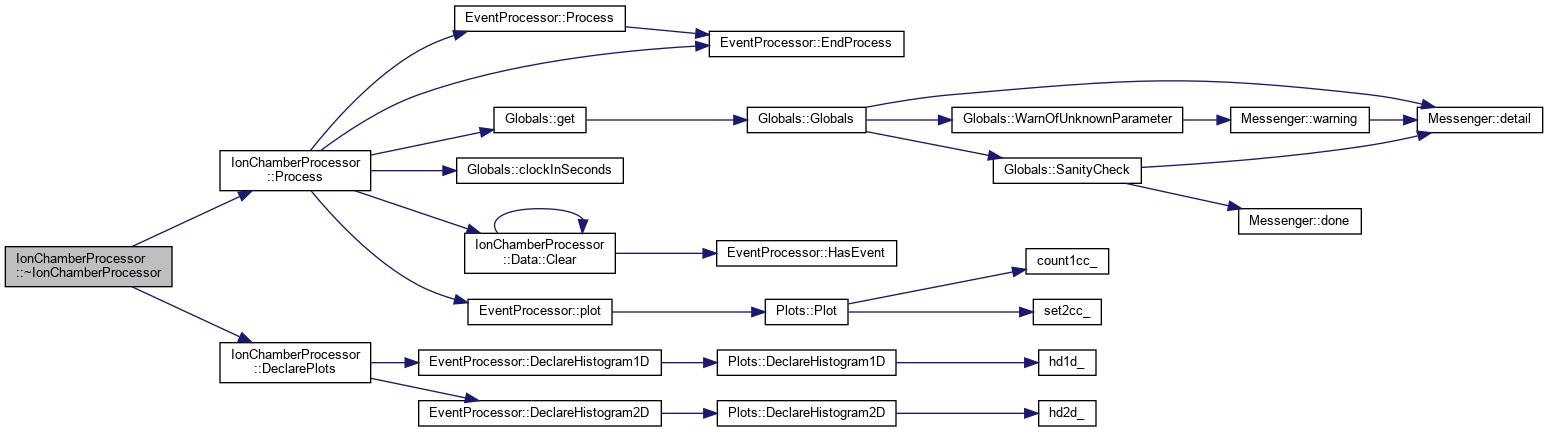 IonChamberProcessor
::~IonChamberProcessor
IonChamberProcessor
::Process
EventProcessor::Process
EventProcessor::EndProcess
Globals::get
Globals::Globals
Globals::WarnOfUnknownParameter
Messenger::warning
Messenger::detail
Globals::SanityCheck
Messenger::done
Globals::clockInSeconds
IonChamberProcessor
::Data::Clear
EventProcessor::HasEvent
EventProcessor::plot
Plots::Plot
count1cc_
set2cc_
IonChamberProcessor
::DeclarePlots
EventProcessor::DeclareHistogram1D
Plots::DeclareHistogram1D
hd1d_
EventProcessor::DeclareHistogram2D
Plots::DeclareHistogram2D
hd2d_